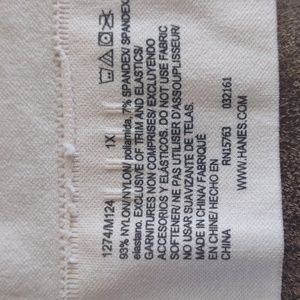 1274/M124 1X
93% NYLON/NYLON/ poliamida, 7% SPANDEX/ SPANDEX/
elastano. EXCLUSIVE OF TRIM AND ELASTICS/
GARNITURES NON COMPRISES/ EXCLUYENDO
ACCESORIOS Y ELÁSTICOS. DO NOT USE FABRIC
SOFTENER/ NE PAS UTILISER D'ASSOUPLISSEUR/
NO USAR SUAVIZANTE DE TELAS.
MADE IN CHINA/ FABRIQUÉ
EN CHINE/ HECHO EN
CHINA
RN15763 032161
WWW.HANES.COM